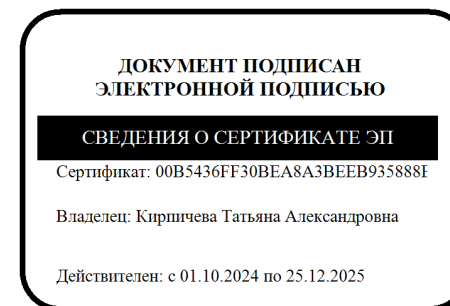 ДОКУМЕНТ ПОДПИСАН
ЭЛЕКТРОННОЙ ПОДПИСЬЮ
СВЕДЕНИЯ О СЕРТИФИКАТЕ ЭП
Сертификат: 00B5436FF30BEA8A3BEEB935888E
Владелец: Кирпичева Татьяна Александровна
Действителен: с 01.10.2024 по 25.12.2025